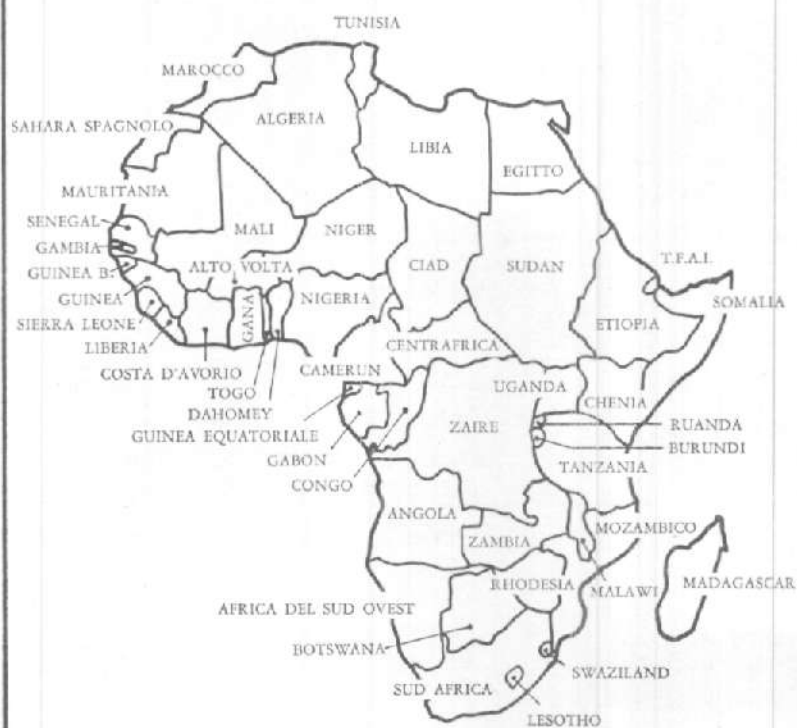 TUNISIA
MAROCCO
SAHARA SPAGNOLO
ALGERIA
LIBIA
EGITTO
MAURITANIA
SENEGAL
MALI
NIGER
GAMBIA
CIAD
SUDAN
T.F.A.I.
GUINEA B.
ALTO VOLTA
GUINEA
GANA
NIGERIA
SOMALIA
SIERRA LEONE
ETIOPIA
LIBERIA
CENTRAFRICA
COSTA D'AVORIO
CAMERUN
TOGO
UGANDA
DAHOMEY
CHENIA
GUINEA EQUATORIALE
ZAIRE
RUANDA
GABON
BURUNDI
CONGO
TANZANIA
ANGOLA
MOZAMBICO
ZAMBIA
RHODESIA
MALAWI
MADAGASCAR
AFRICA DEL SUD OVEST
BOTSWANA
SWAZILAND
SUD AFRICA
LESOTHO